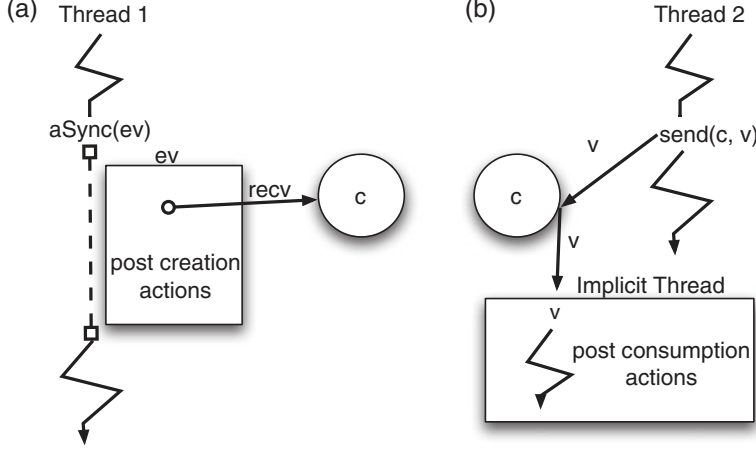 (a)
Thread 1
aSync(ev)
ev
recv
c
post creation
actions
(b)
Thread 2
send(c, v)
v
c
v
Implicit Thread
v
post consumption
actions